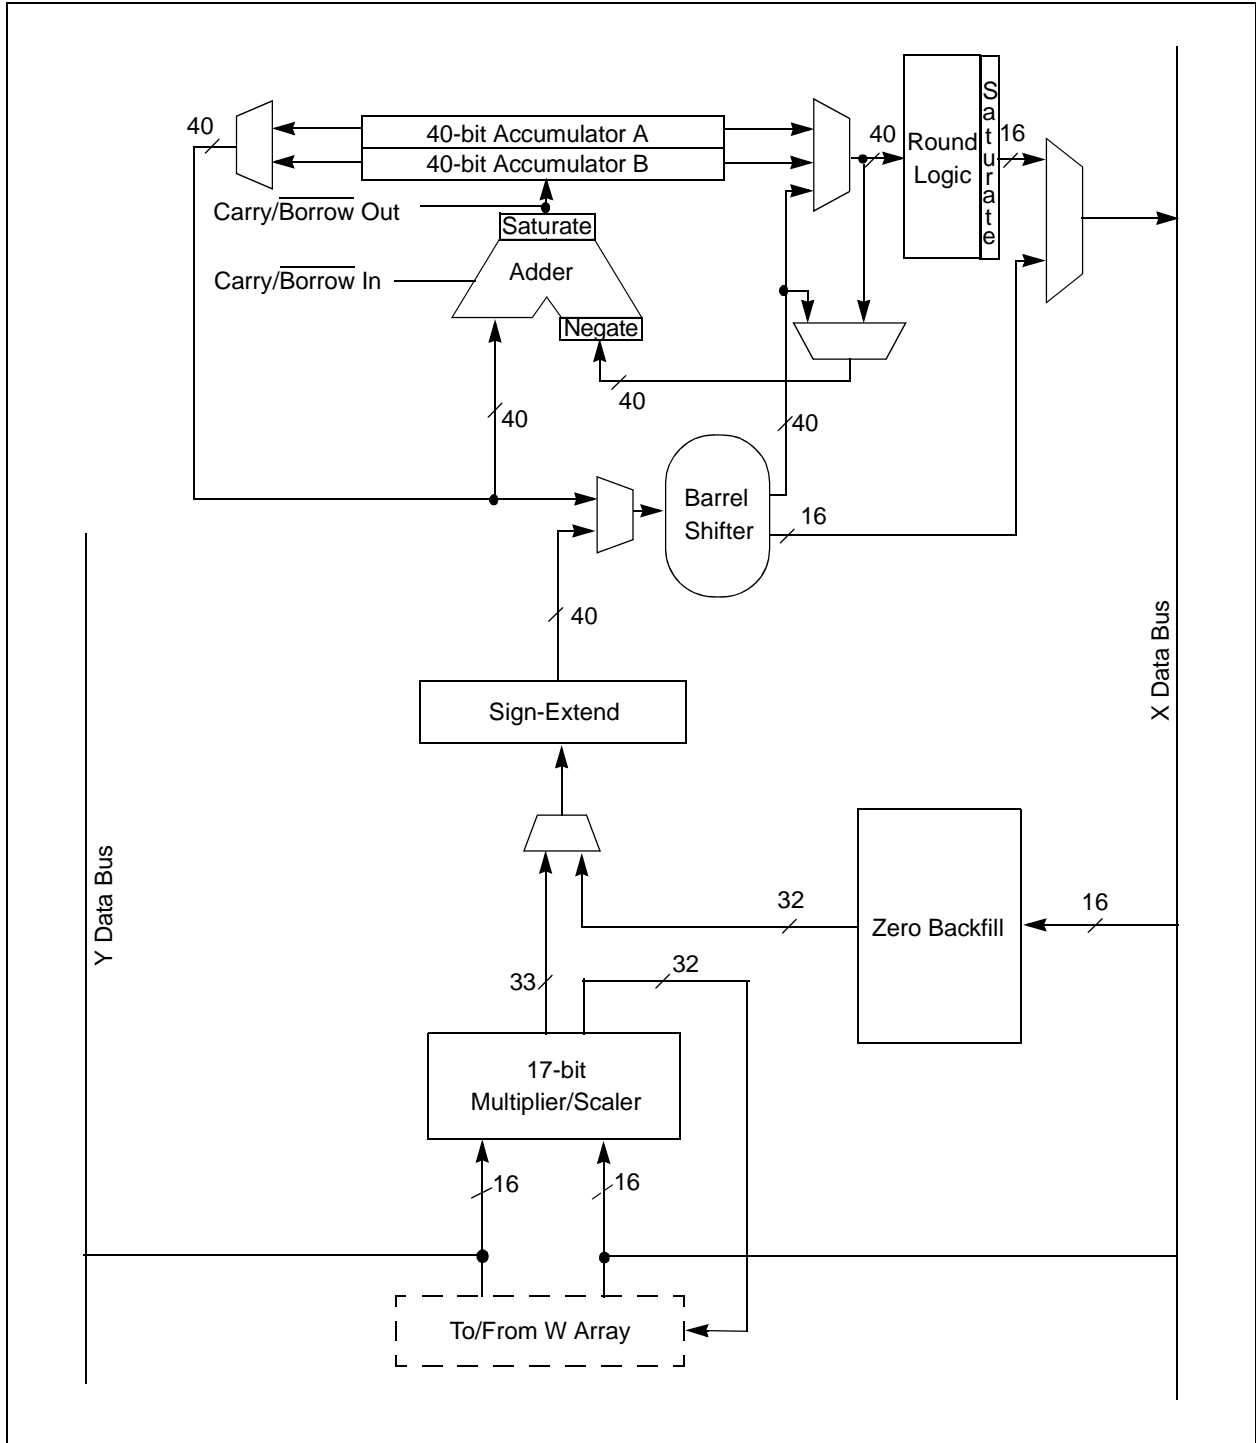 40
40-bit Accumulator A
40-bit Accumulator B
40
Round
Logic
Saturate
16
Carry/Borrow Out
Saturate
Carry/Borrow In
Adder
Negate
40
40
40
Barrel
Shifter
16
40
X Data Bus
Sign-Extend
Y Data Bus
32
Zero Backfill
16
33
32
17-bit
Multiplier/Scaler
16
16
To/From W Array